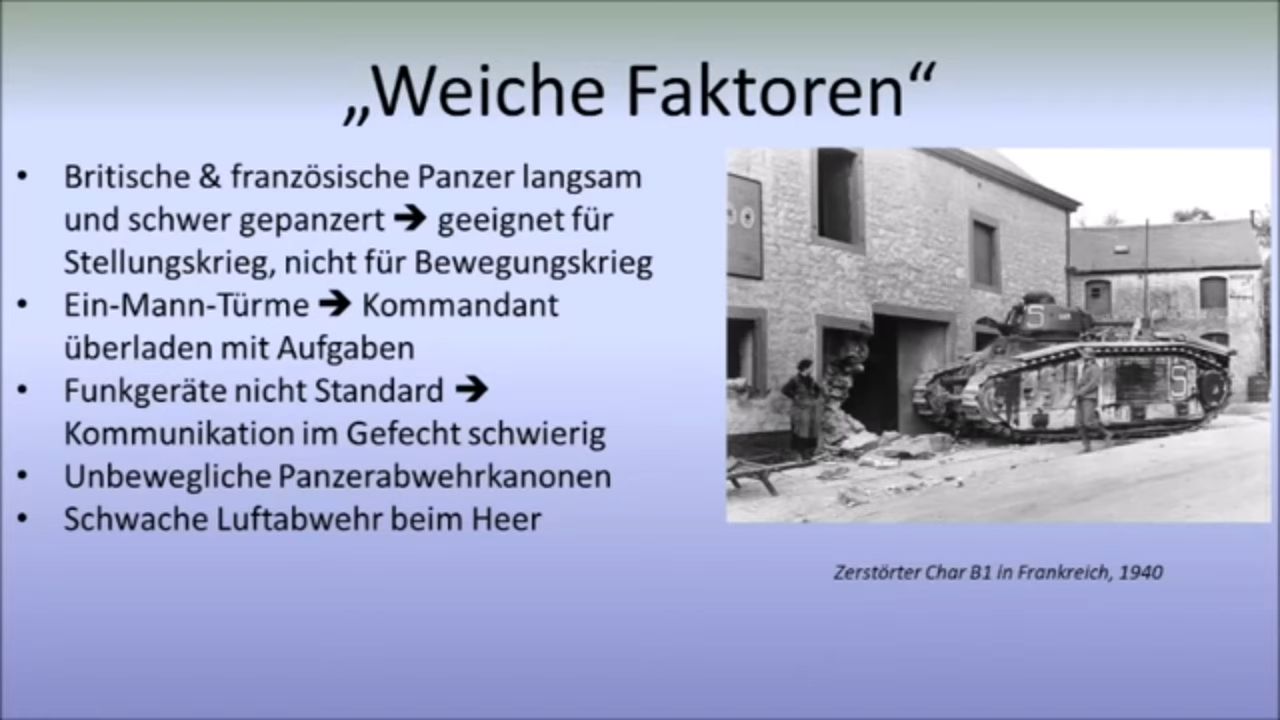 „Weiche Faktoren“
• Britische & französische Panzer langsam
und schwer gepanzert ➔ geeignet für
Stellungskrieg, nicht für Bewegungskrieg
• Ein-Mann-Türme ➔ Kommandant
überladen mit Aufgaben
• Funkgeräte nicht Standard ➔
Kommunikation im Gefecht schwierig
• Unbewegliche Panzerabwehrkanonen
• Schwache Luftabwehr beim Heer
S
S
Zerstörter Char B1 in Frankreich, 1940